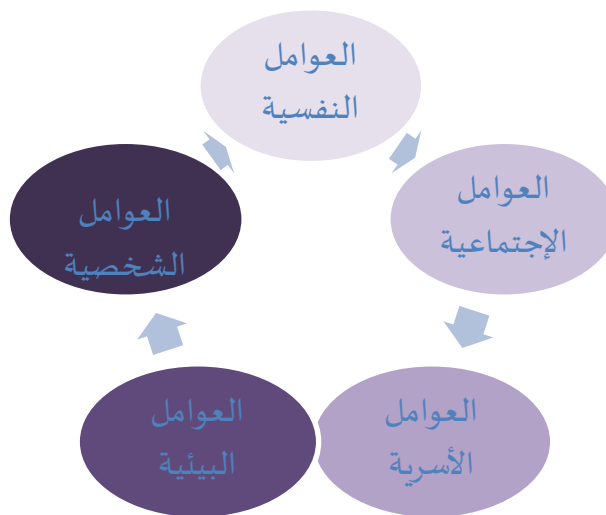 العوامل
النفسية
العوامل
الإجتماعية
العوامل
الأسرية
العوامل
البيئية
العوامل
الشخصية